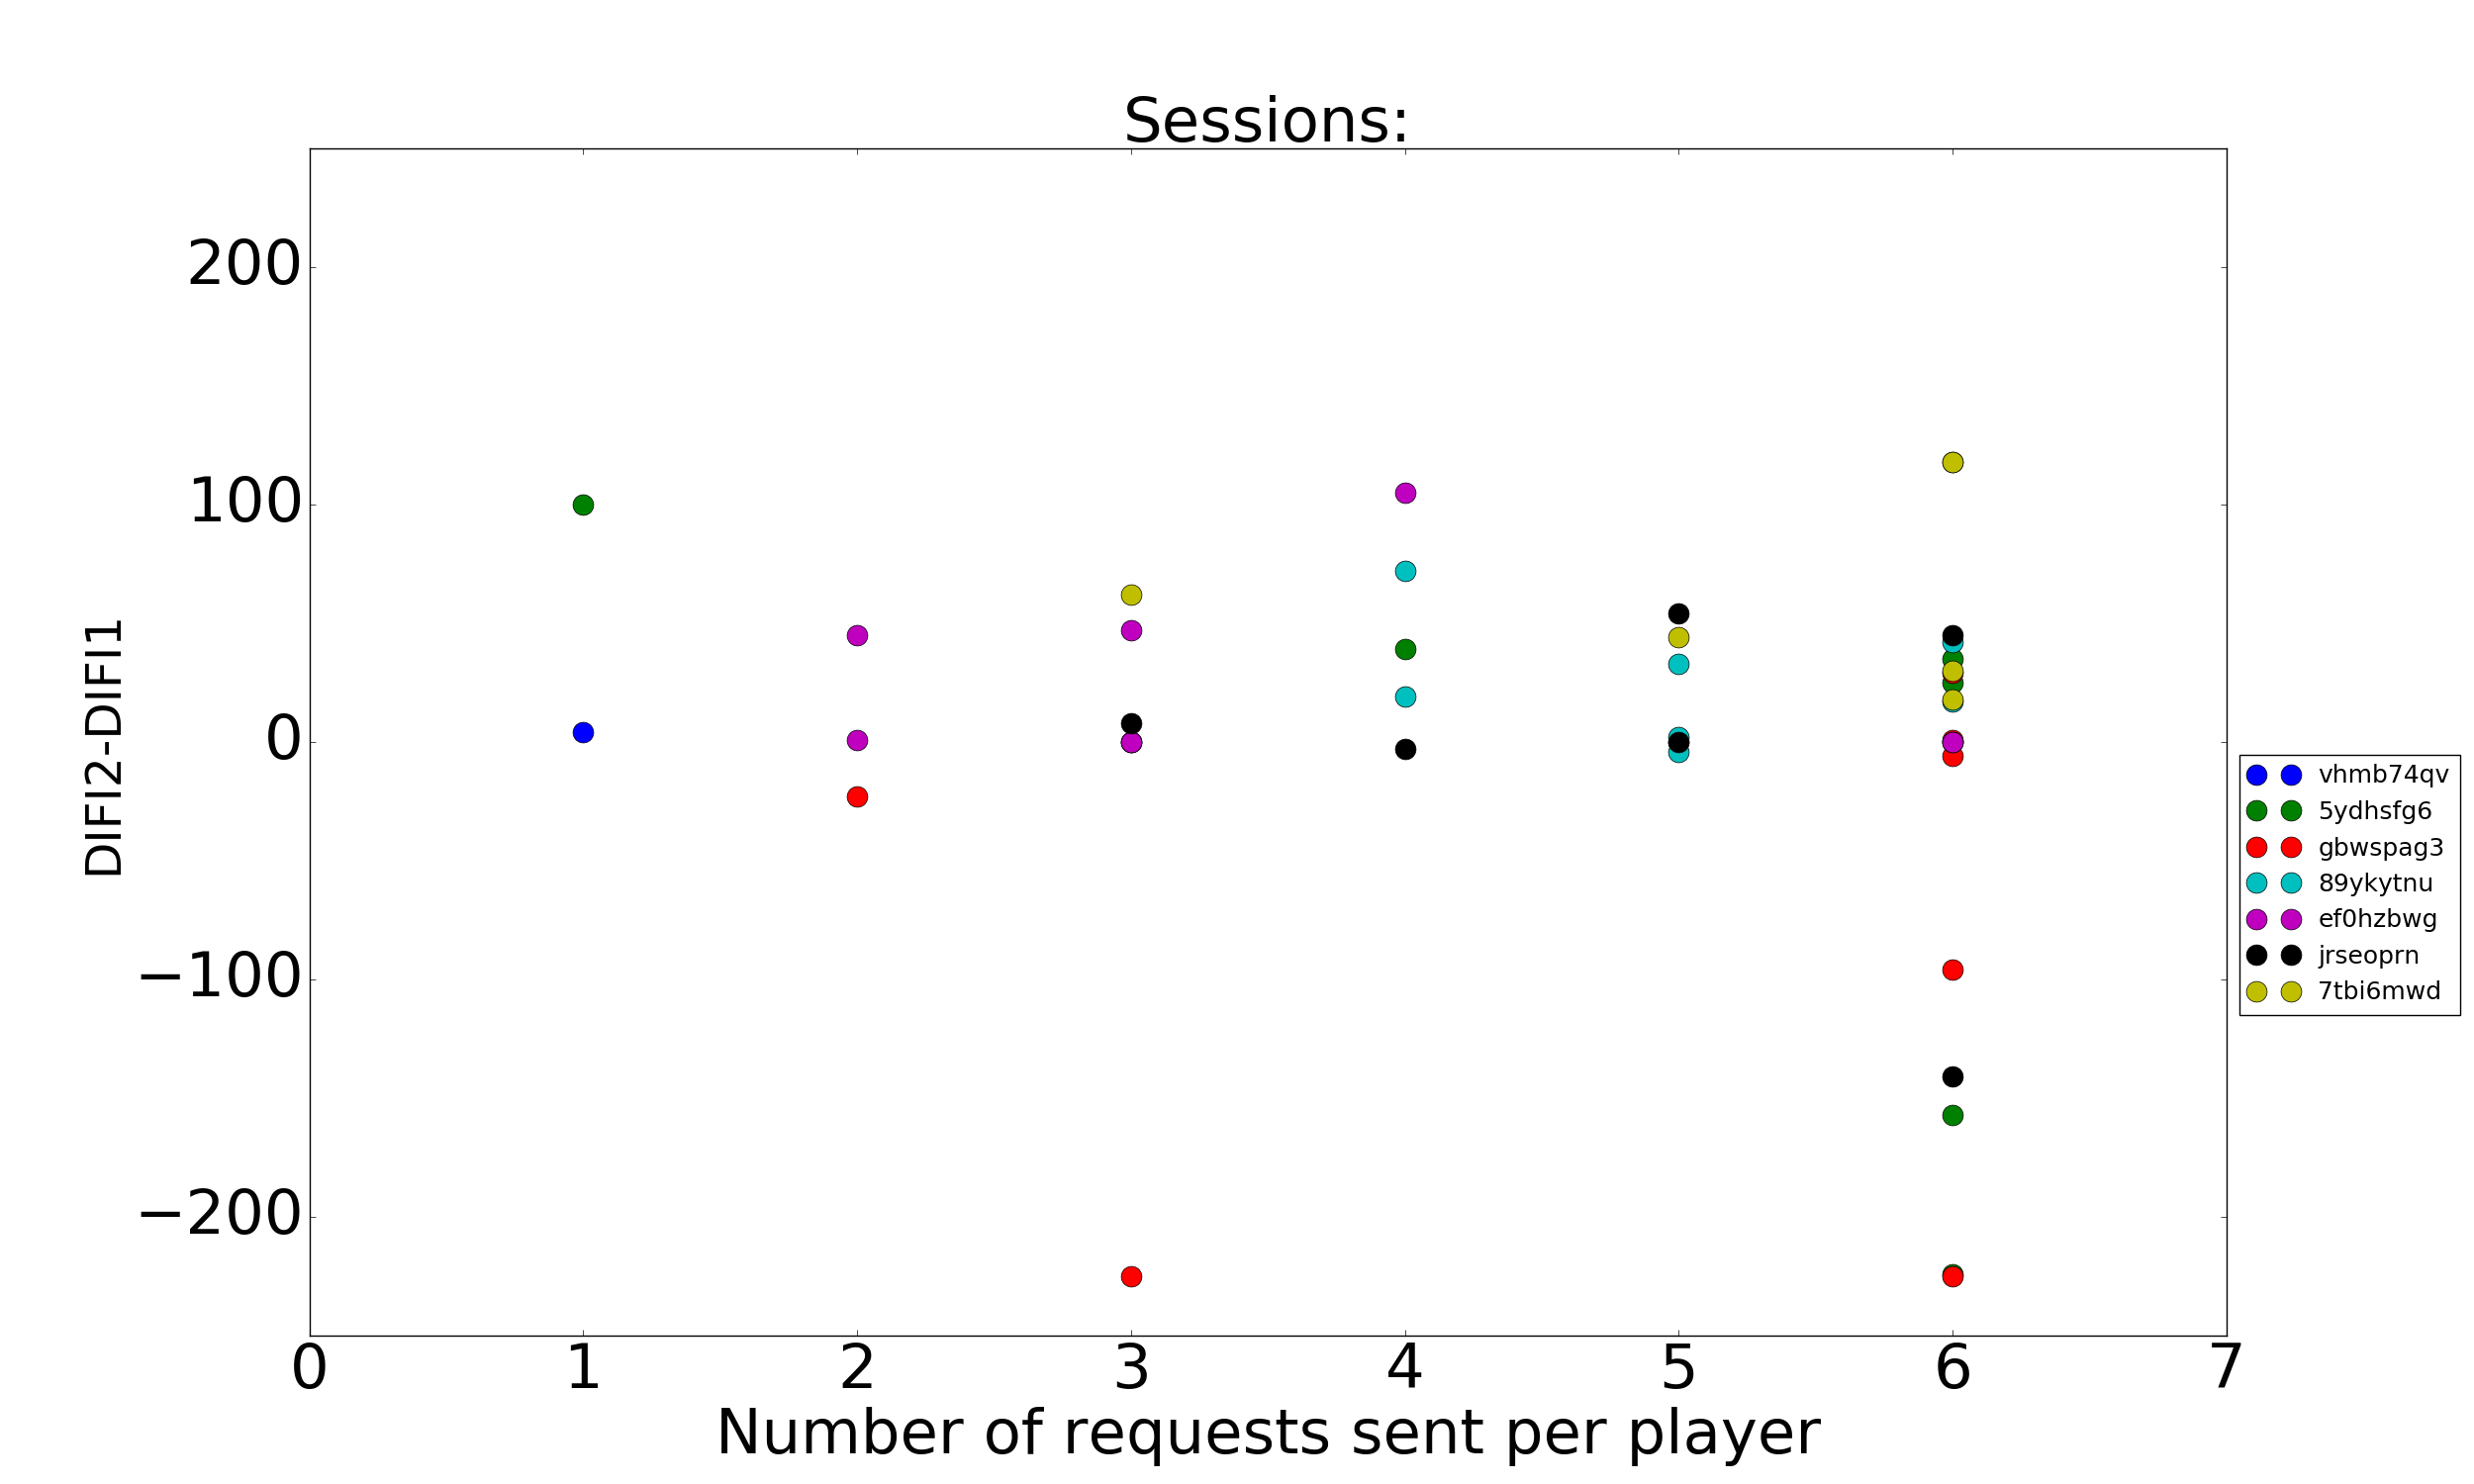 Sessions:
200
100
0
−100
−200
DIFI2-DIFI1
0 1 2 3 4 5 6 7
Number of requests sent per player
vhmb74qv
5ydhsfg6
gbwspag3
89ykytnu
ef0hzbwg
jrseoprn
7tbi6mwd